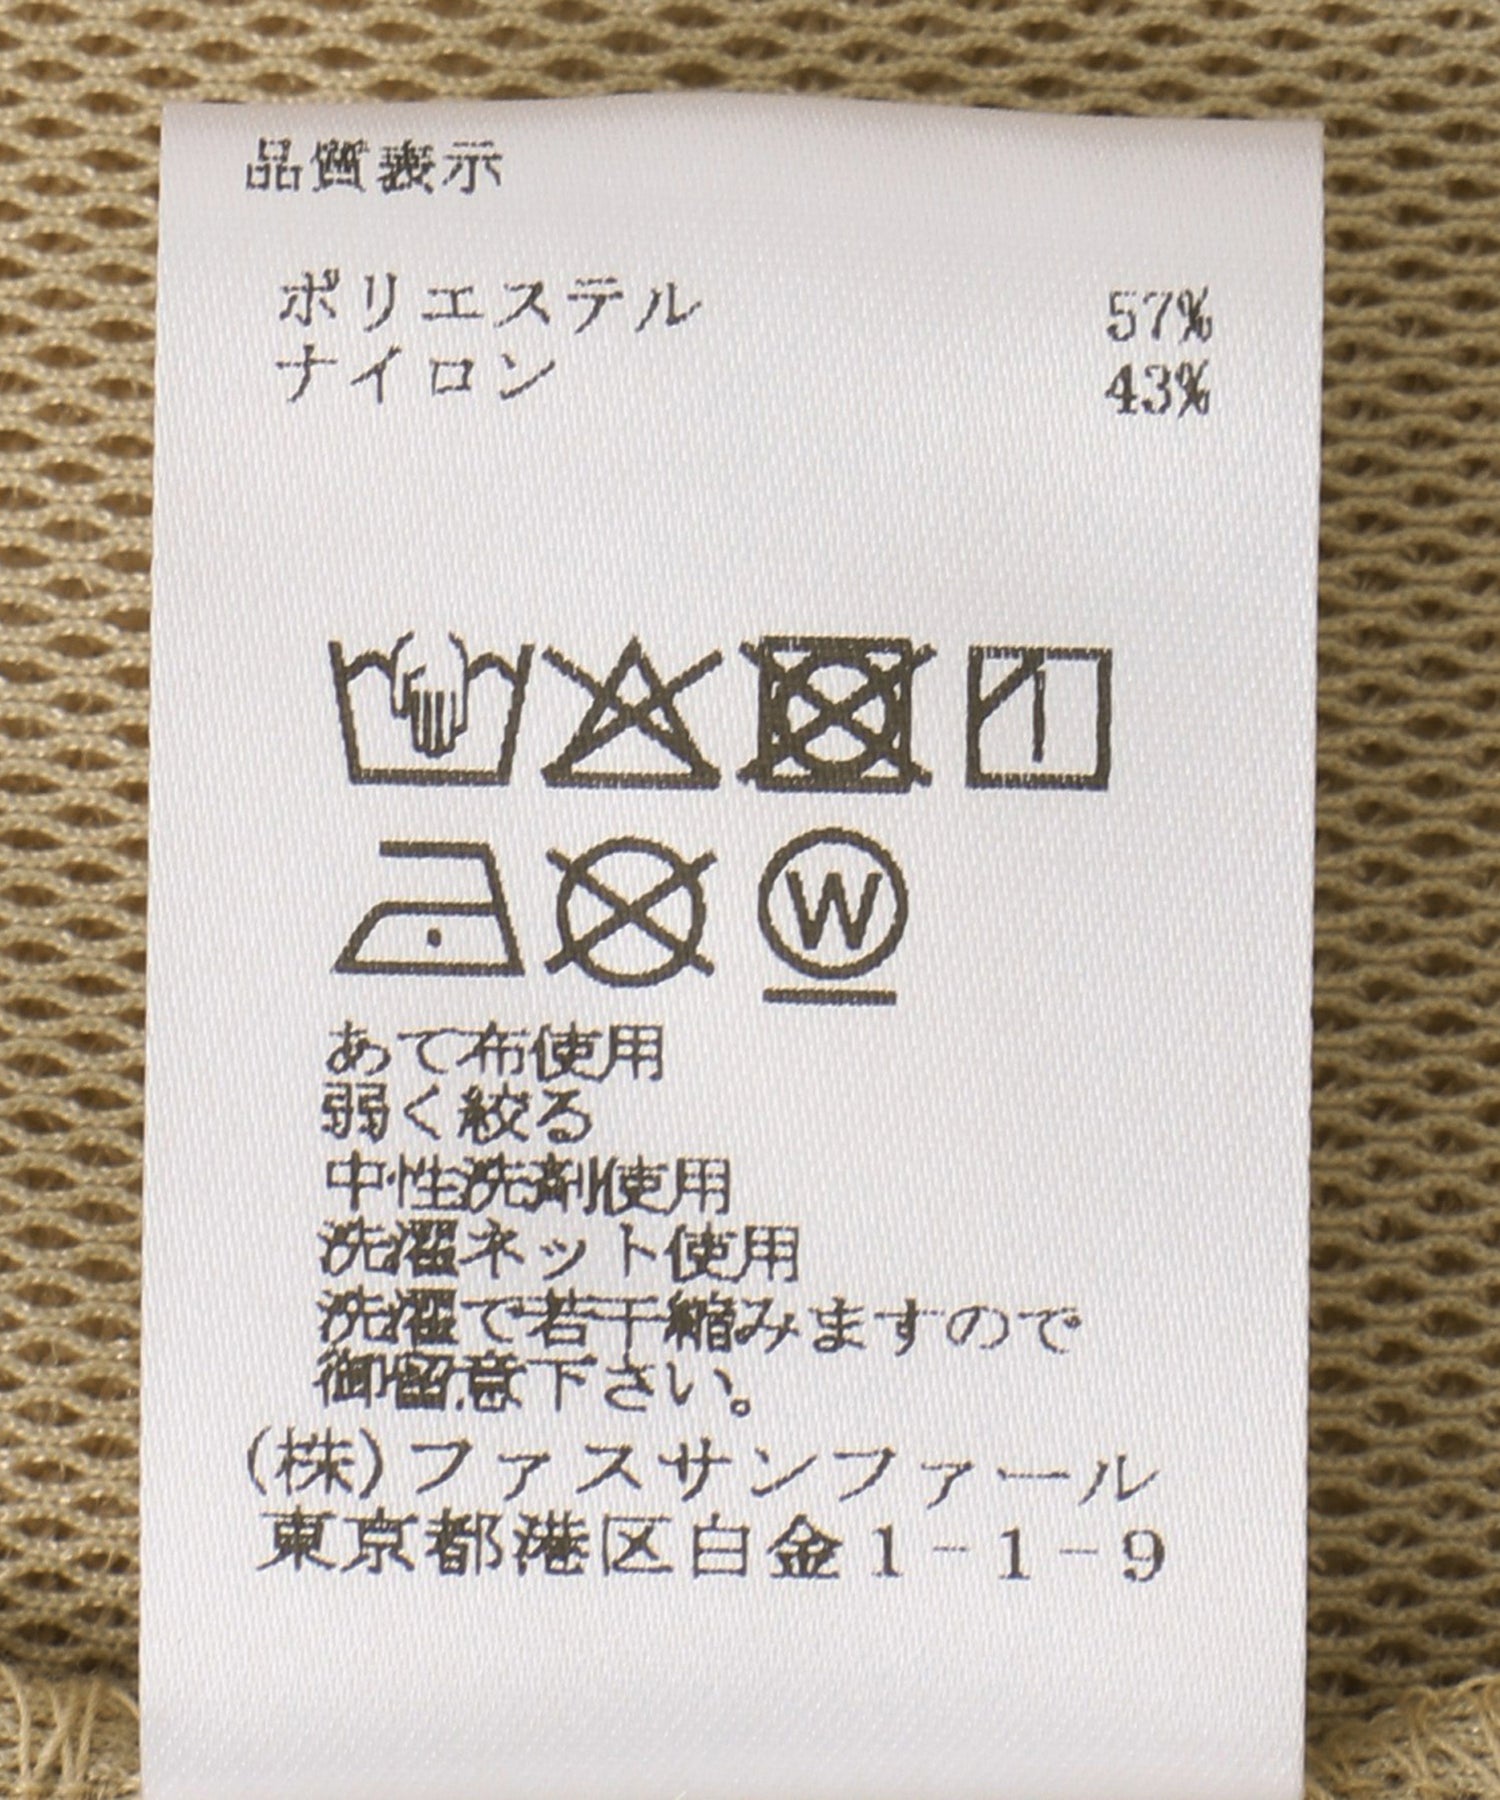 品質表示
ポリエステル 57%
ナイロン 43%
W
あて布使用
弱く絞る
中性洗剤使用
洗濯ネット使用
洗濯で若干縮みますので
御留意下さい。
(株)ファスサンファール
東京都港区白金1-1-9